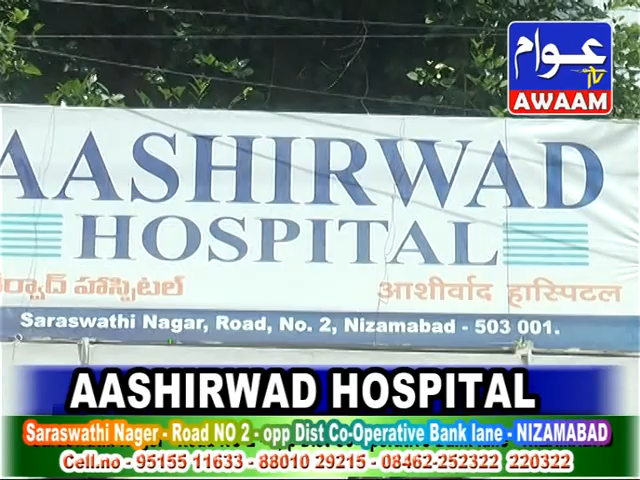 عوام
TV
AWAAM
AASHIRWAD
HOSPITAL
హాస్పిటల్
आशीर्वाद हास्पिटल
Saraswathi Nagar, Road, No. 2, Nizamabad - 503 001.
AASHIRWAD HOSPITAL
Saraswathi Nager - Road NO 2 - opp Dist Co-Operative Bank lane - NIZAMABAD
Cell.no - 95155 11633 - 88010 29215 - 08462-252322 220322